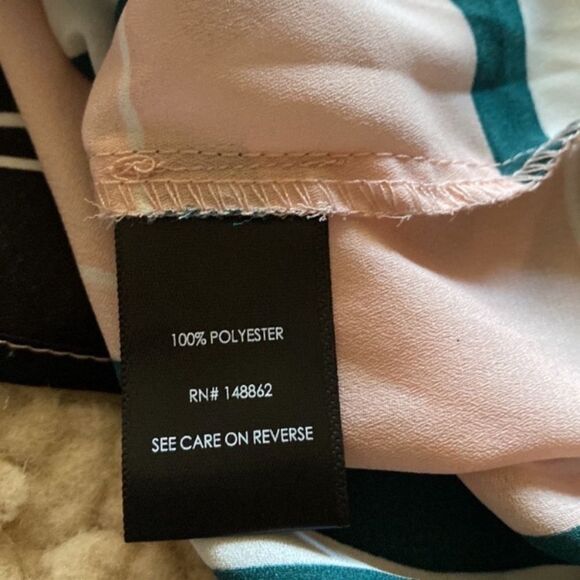 100% POLYESTER
RN# 148862
SEE CARE ON REVERSE